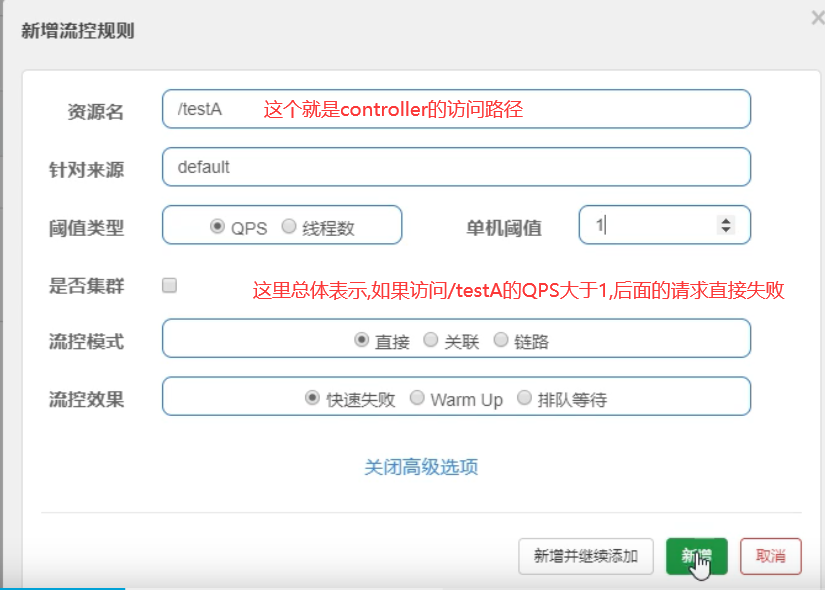 新增流控规则
资源名 /testA 这个就是controller的访问路径
针对来源 default
阈值类型 QPS 线程数 单机阈值 1
是否集群 这里总体表示,如果访问/testA的QPS大于1,后面的请求直接失败
流控模式 直接 关联 链路
流控效果 快速失败 Warm Up 排队等待
关闭高级选项
新增并继续添加 新增 取消